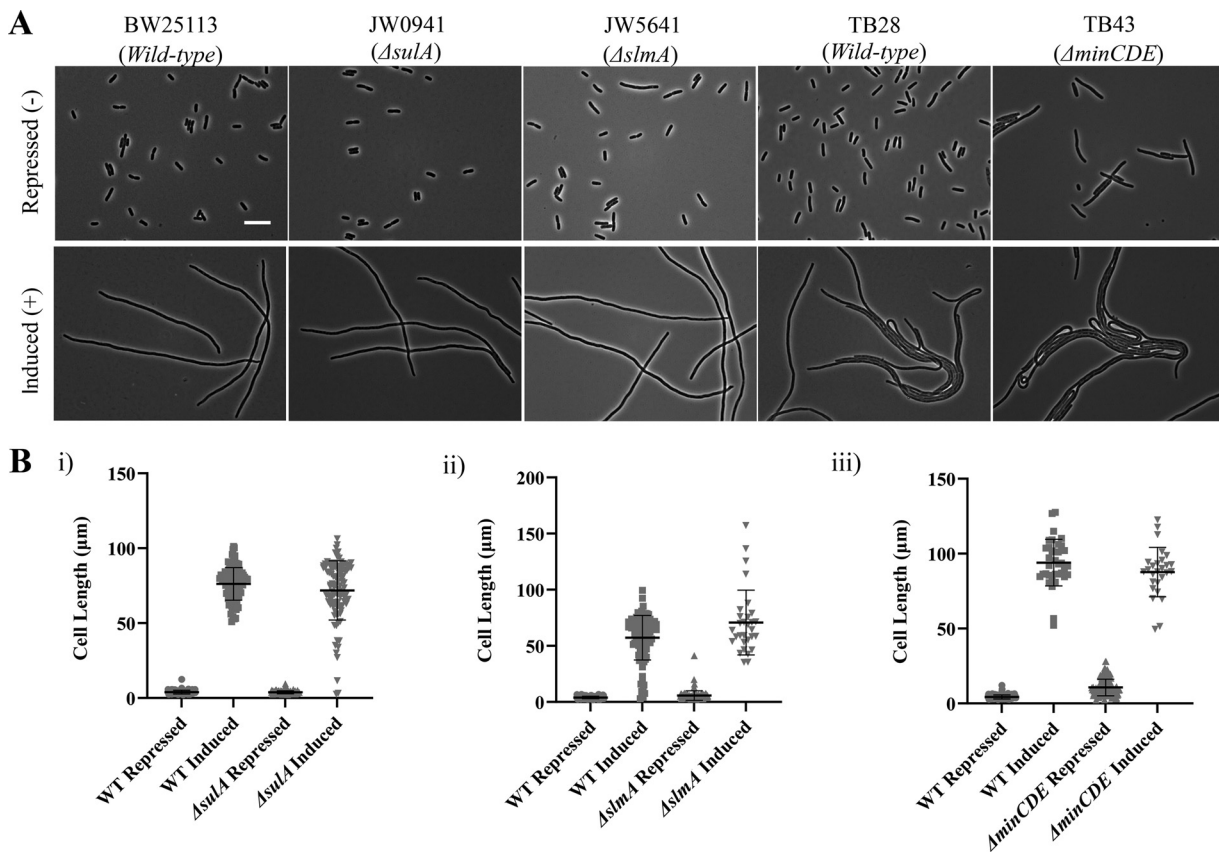 A
BW25113
(Wild-type)
JW0941
(ΔsulA)
JW5641
(ΔslmA)
TB28
(Wild-type)
TB43
(ΔminCDE)
Repressed (-)
Induced (+)
B
i)
150
100
50
0
Cell Length (µm)
WT Repressed
WT Induced
ΔsulA Repressed
ΔsulA Induced
ii)
200
150
100
50
0
Cell Length (µm)
WT Repressed
WT Induced
ΔslmA Repressed
ΔslmA Induced
iii)
150
100
50
0
Cell Length (µm)
WT Repressed
WT Induced
ΔminCDE Repressed
ΔminCDE Induced